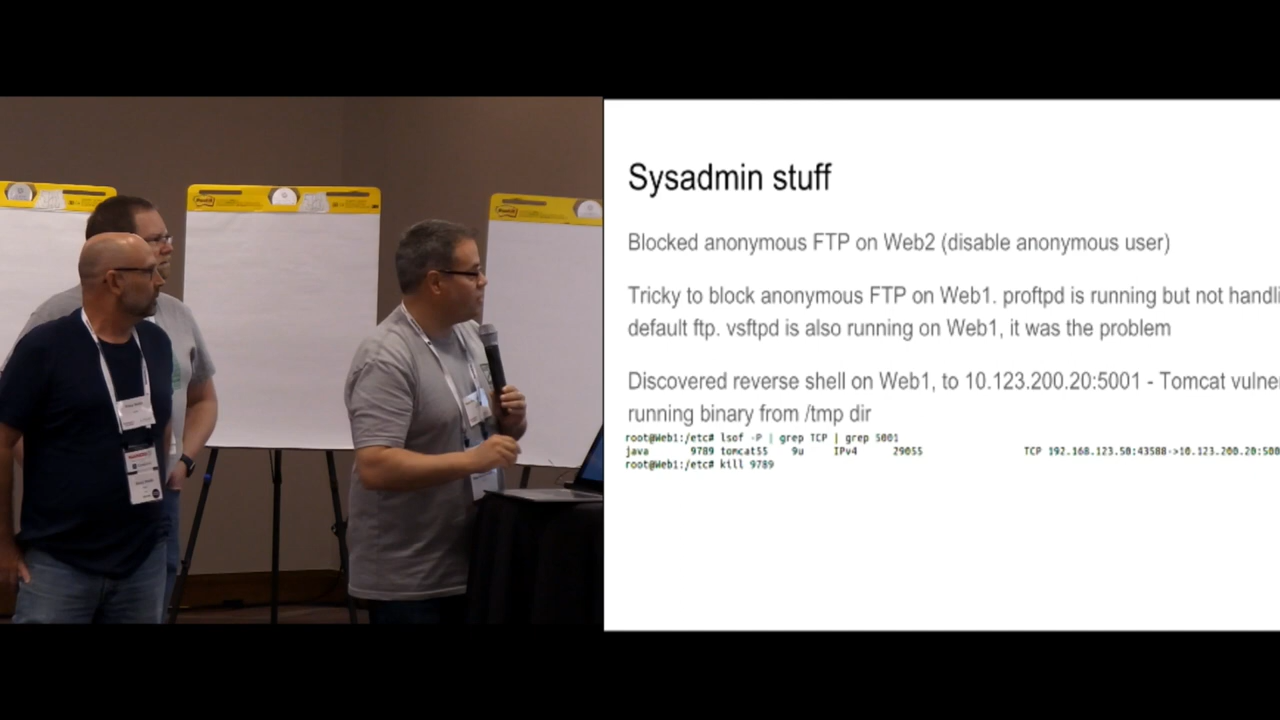 Sysadmin stuff
Blocked anonymous FTP on Web2 (disable anonymous user)
Tricky to block anonymous FTP on Web1. proftpd is running but not handli
default ftp. vsftpd is also running on Web1, it was the problem
Discovered reverse shell on Web1, to 10.123.200.20:5001 - Tomcat vulner
running binary from /tmp dir
root@Web1:/etc# lsof -P | grep TCP | grep 5001
java 9789 tomcat55 9u IPv4 29055 TCP 192.168.123.50:43588->10.123.200.20:500
root@Web1:/etc# kill 9789